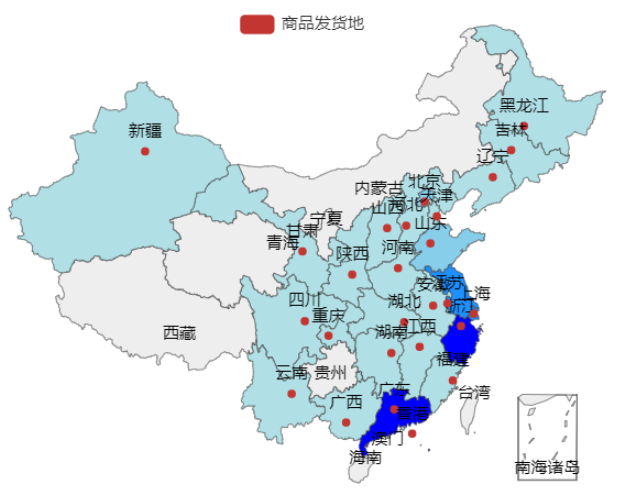 商品发货地
黑龙江
吉林
新疆
辽宁
北京
内蒙古
天津
河北
山西
山东
宁夏
甘肃
青海
河南
陕西
江苏
安徽
上海
四川
湖北
浙江
重庆
湖南
江西
西藏
福建
云南
贵州
广东
台湾
广西
香港
澳门
海南
南海诸岛